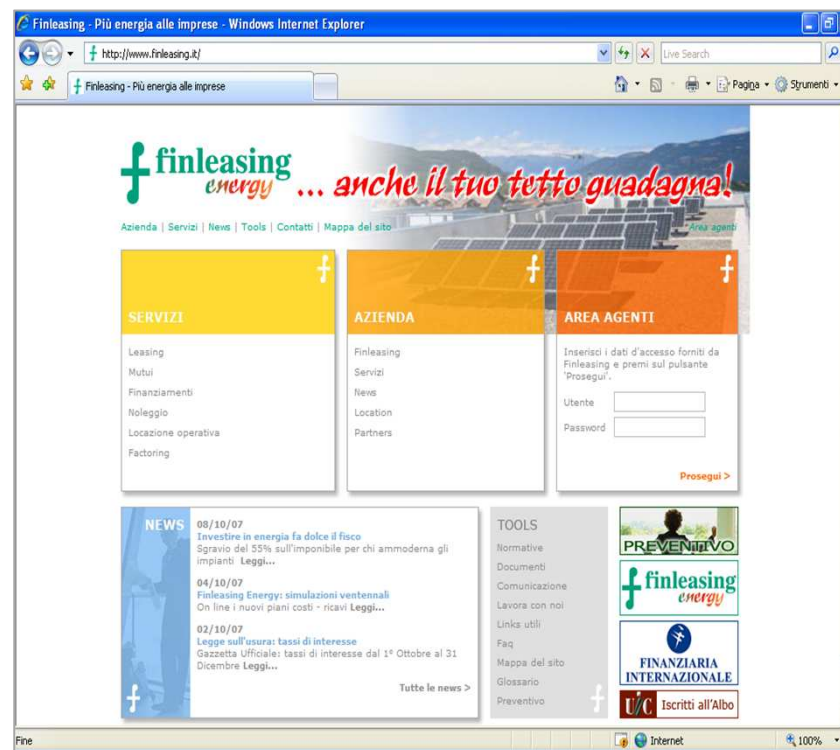 Finleasing - Più energia alle imprese - Windows Internet Explorer
http://www.finleasing.it/
Live Search
Finleasing - Più energia alle imprese
Pagina
Strumenti
finleasing
energy
... anche il tuo tetto guadagna!
Azienda | Servizi | News | Tools | Contatti | Mappa del sito
Area agenti
SERVIZI
Leasing
Mutui
Finanziamenti
Noleggio
Locazione operativa
Factoring
AZIENDA
Finleasing
Servizi
News
Location
Partners
AREA AGENTI
Inserisci i dati d'accesso forniti da
Finleasing e premi sul pulsante
'Prosegui'.
Utente
Password
Prosegui >
NEWS
08/10/07
Investire in energia fa dolce il fisco
Sgravio del 55% sull'imponibile per chi ammoderna gli
impianti Leggi...
04/10/07
Finleasing Energy: simulazioni ventennali
On line i nuovi piani costi - ricavi Leggi...
02/10/07
Legge sull'usura: tassi di interesse
Gazzetta Ufficiale: tassi di interesse dal 1° Ottobre al 31
Dicembre Leggi...
Tutte le news >
TOOLS
Normative
Documenti
Comunicazione
Lavora con noi
Links utili
Faq
Mappa del sito
Glossario
Preventivo
PREVENTIVO
finleasing
energy
FINANZIARIA
INTERNAZIONALE
UIC Iscritti all'Albo
Fine
Internet
100%